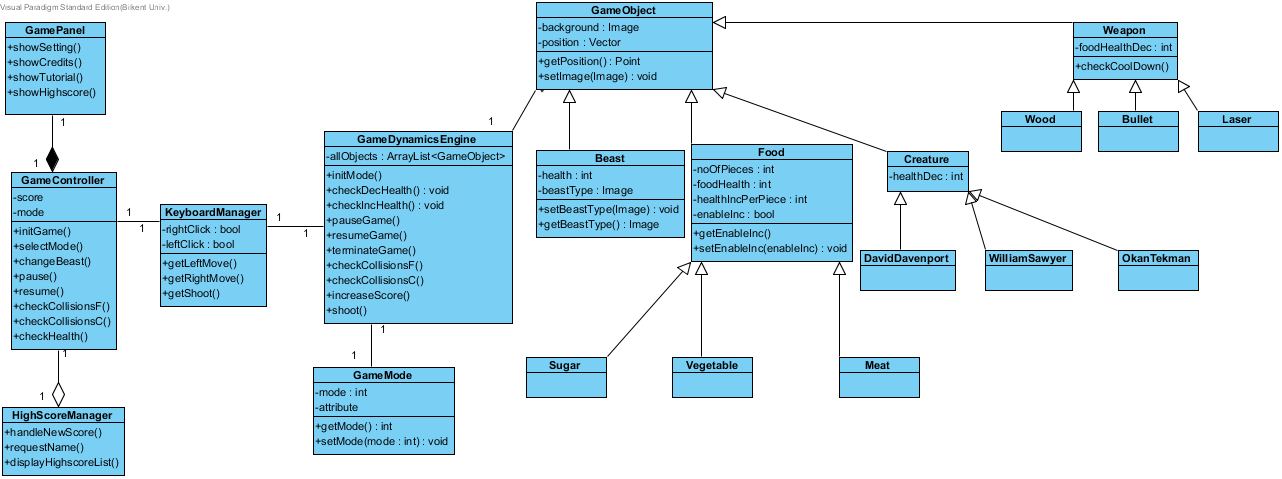 Visual Paradigm Standard Edition(Bilkent Univ.)
GamePanel
+showSetting()
+showCredits()
+showTutorial()
+showHighscore()
1
1
GameController
-score
-mode
+initGame()
+selectMode()
+changeBeast()
+pause()
+resume()
+checkCollisionsF()
+checkCollisionsC()
+checkHealth()
1
1
HighScoreManager
+handleNewScore()
+requestName()
+displayHighscoreList()
1
1
KeyboardManager
-rightClick : bool
-leftClick : bool
+getLeftMove()
+getRightMove()
+getShoot()
1
1
GameDynamicsEngine
-allObjects : ArrayList<GameObject>
+initMode()
+checkDecHealth() : void
+checkIncHealth() : void
+pauseGame()
+resumeGame()
+terminateGame()
+checkCollisionsF()
+checkCollisionsC()
+increaseScore()
+shoot()
1
1
1
GameMode
-mode : int
-attribute
+getMode() : int
+setMode(mode : int) : void
GameObject
-background : Image
-position : Vector
+getPosition() : Point
+setImage(Image) : void
Beast
-health : int
-beastType : Image
+setBeastType(Image) : void
+getBeastType() : Image
Food
-noOfPieces : int
-foodHealth : int
-healthIncPerPiece : int
-enableInc : bool
+getEnableInc()
+setEnableInc(enableInc) : void
Creature
-healthDec : int
Weapon
-foodHealthDec : int
+checkCoolDown()
Wood
Bullet
Laser
DavidDavenport
WilliamSawyer
OkanTekman
Sugar
Vegetable
Meat